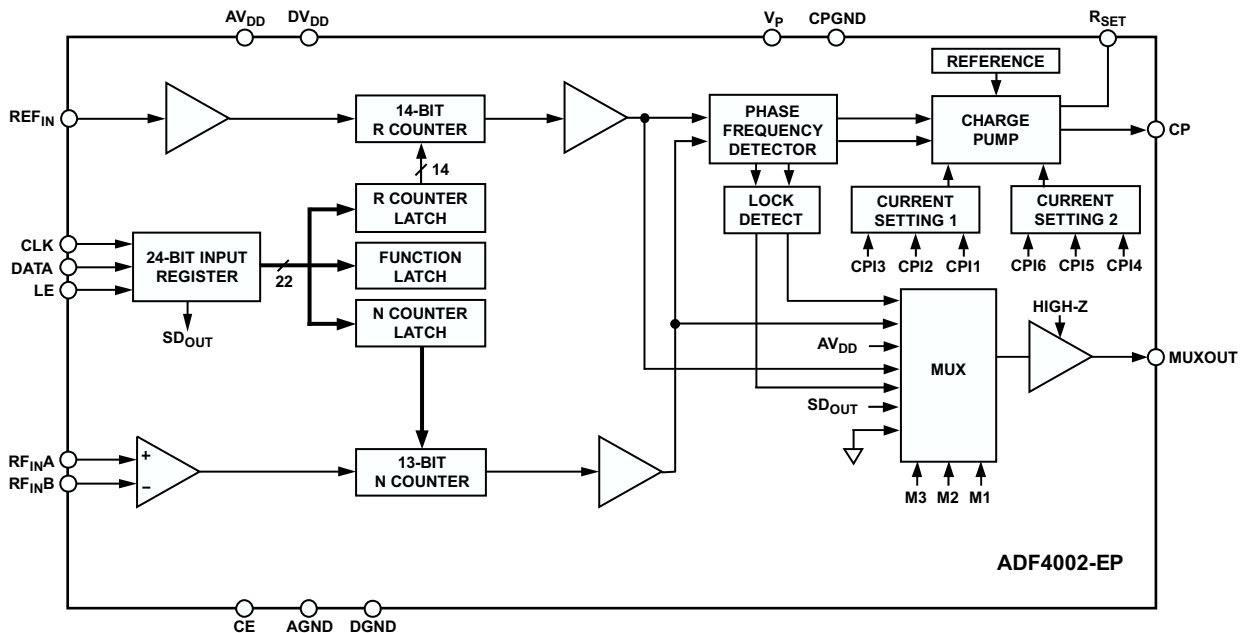 AVDD DVDD VP CPGND RSET
REFIN
14-BIT
R COUNTER
14
R COUNTER
LATCH
CLK
DATA
LE
24-BIT INPUT
REGISTER
22
SDOUT
FUNCTION
LATCH
N COUNTER
LATCH
RFINA
RFINB
+
−
13-BIT
N COUNTER
PHASE
FREQUENCY
DETECTOR
LOCK
DETECT
REFERENCE
CHARGE
PUMP
CP
CURRENT
SETTING 1
CURRENT
SETTING 2
CPI3 CPI2 CPI1
CPI6 CPI5 CPI4
HIGH-Z
AVDD
MUX
MUXOUT
SDOUT
M3 M2 M1
ADF4002-EP
CE AGND DGND